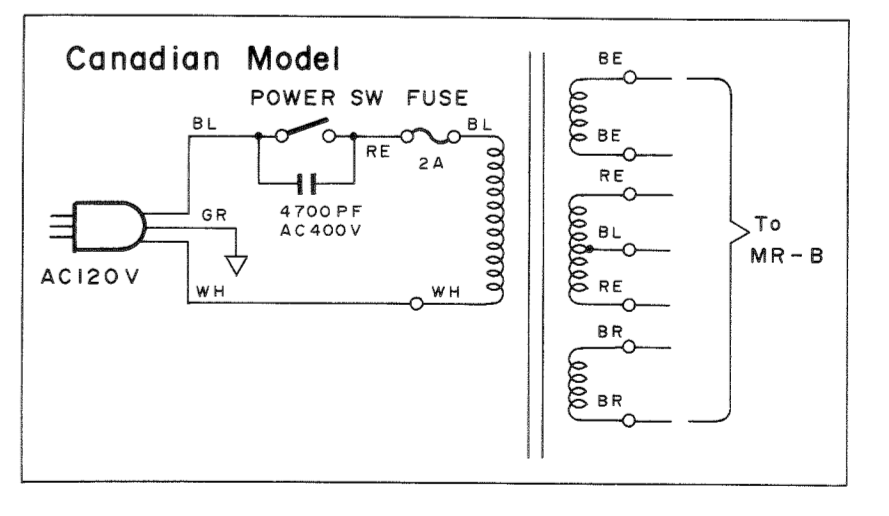 Canadian Model
POWER SW FUSE
BL
RE
BL
2A
4700PF
AC400V
GR
AC120V
WH
WH
BE
BE
RE
BL
RE
BR
BR
To
MR-B